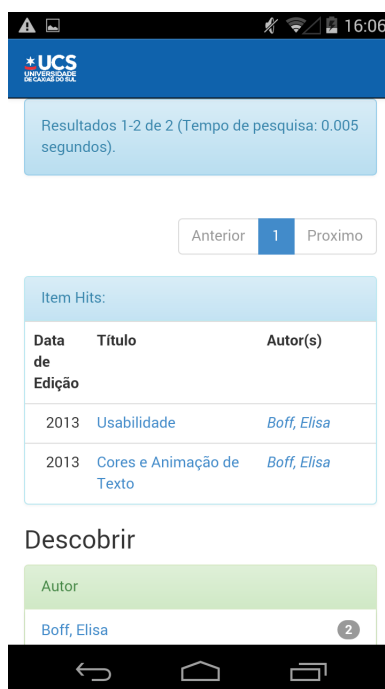 16:06
UCS
UNIVERSIDADE
DE CAXIAS DO SUL
Resultados 1-2 de 2 (Tempo de pesquisa: 0.005
segundos).
Anterior 1 Proximo
Item Hits:
Data de Edição Título Autor(s)
2013 Usabilidade Boff, Elisa
2013 Cores e Animação de Texto Boff, Elisa
Descobrir
Autor
Boff, Elisa 2